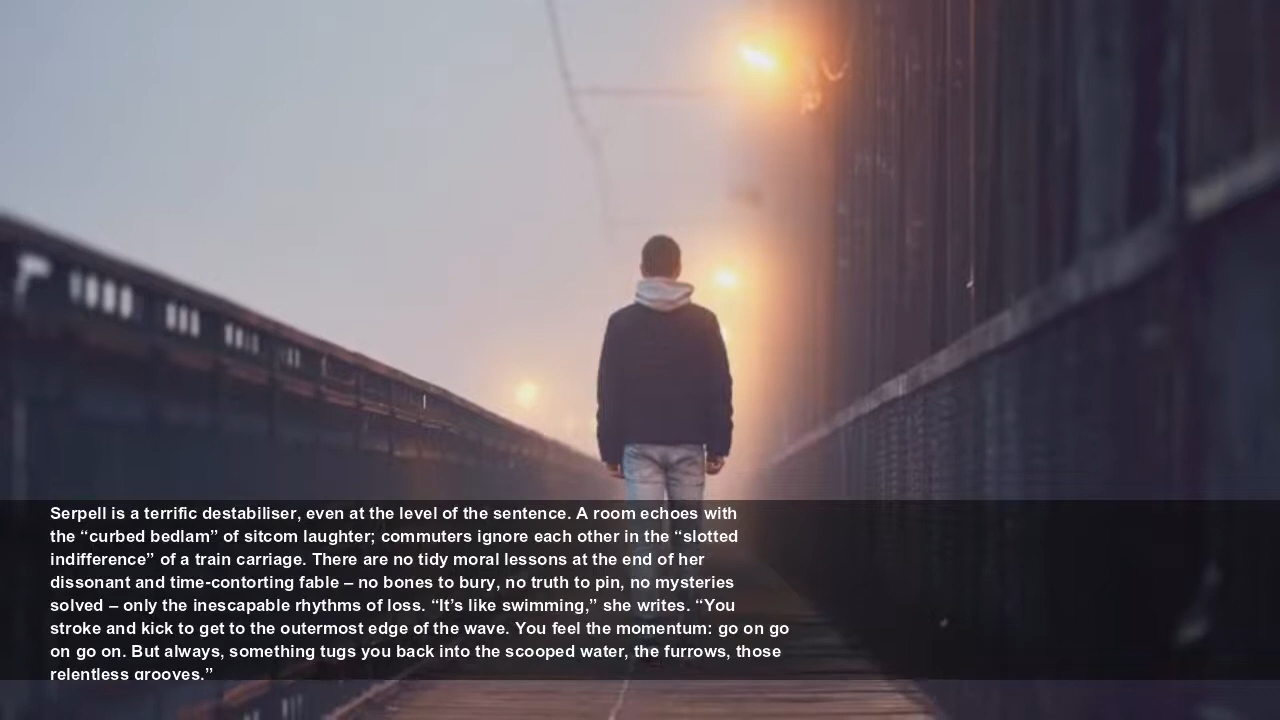 Serpell is a terrific destabiliser, even at the level of the sentence. A room echoes with
the “curbed bedlam” of sitcom laughter; commuters ignore each other in the “slotted
indifference” of a train carriage. There are no tidy moral lessons at the end of her
dissonant and time-contorting fable – no bones to bury, no truth to pin, no mysteries
solved – only the inescapable rhythms of loss. “It’s like swimming,” she writes. “You
stroke and kick to get to the outermost edge of the wave. You feel the momentum: go on go
on go on. But always, something tugs you back into the scooped water, the furrows, those
relentless grooves.”